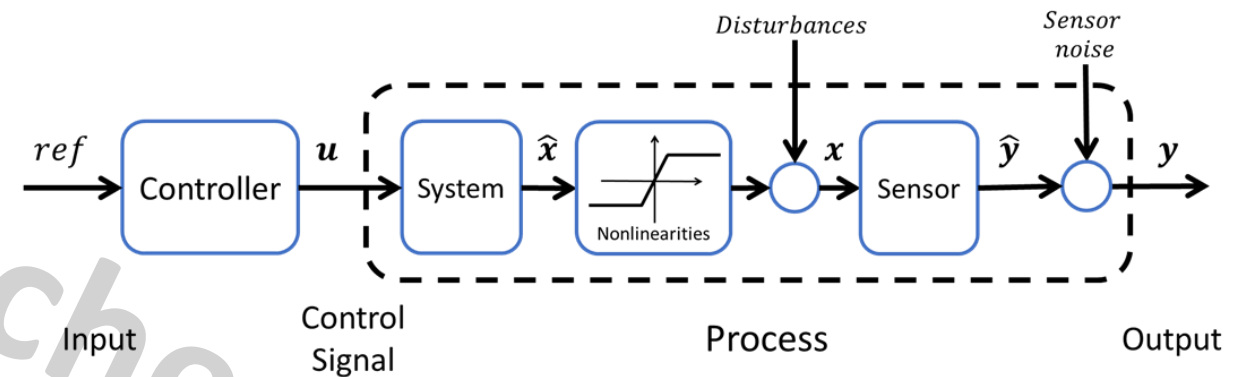 Disturbances
Sensor
noise
ref
Controller
u
System
x̂
Nonlinearities
x
Sensor
ŷ
y
Input
Control
Signal
Process
Output